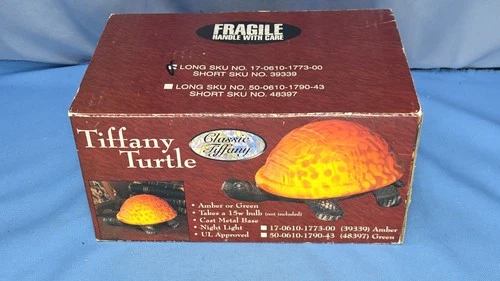 FRAGILE
HANDLE WITH CARE
LONG SKU NO. 17-0610-1773-00
SHORT SKU NO. 39339
LONG SKU NO. 50-0610-1790-43
SHORT SKU NO. 48397
Tiffany
Turtle
Classic
Tiffany
• Amber or Green
• Takes a 15w bulb (not included)
• Cast Metal Base
• Night Light
• UL Approved
17-0610-1773-00 (39339) Amber
50-0610-1790-43 (48397) Green